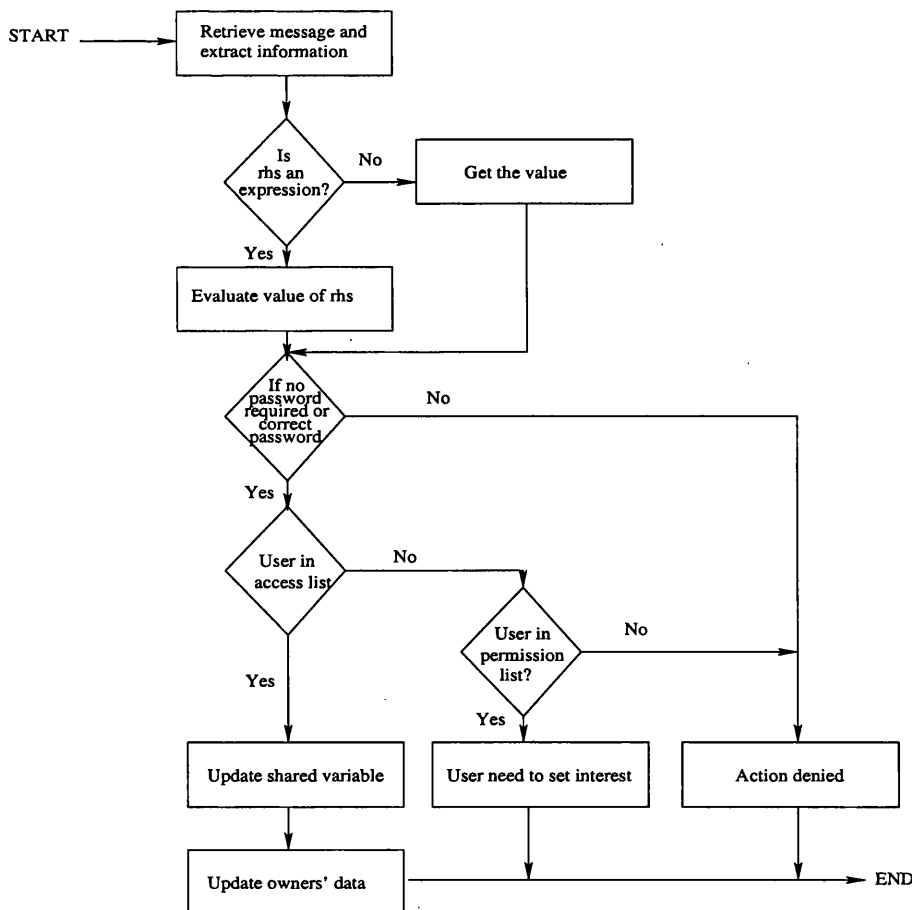 START
Retrieve message and
extract information
Is
rhs an
expression?
No
Get the value
Yes
Evaluate value of rhs
If no
password
required or
correct
password
No
Yes
User in
access list
No
User in
permission
list?
No
Yes
Yes
Update shared variable
User need to set interest
Action denied
Update owners' data
END